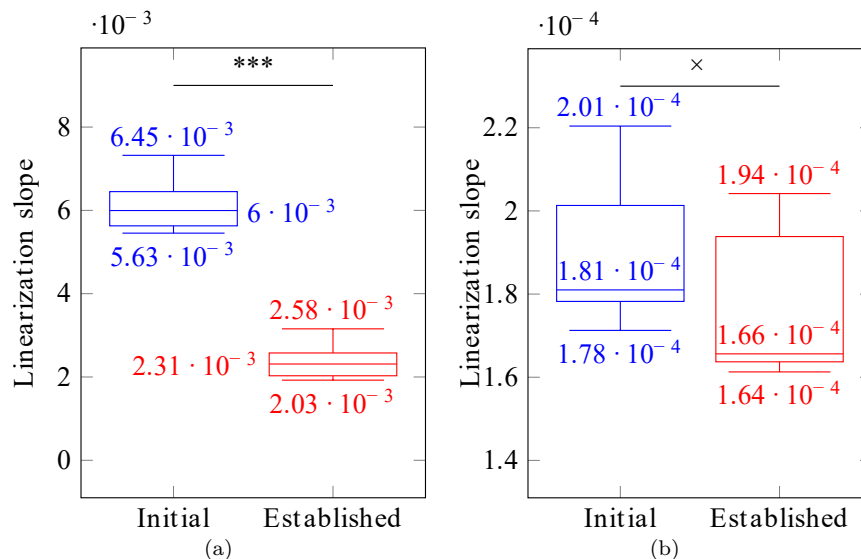 ·10⁻³
Linearization slope
8
6
4
2
0
***
6.45 · 10⁻³
6 · 10⁻³
5.63 · 10⁻³
2.58 · 10⁻³
2.31 · 10⁻³
2.03 · 10⁻³
Initial Established
(a)
·10⁻⁴
Linearization slope
2.2
2
1.8
1.6
1.4
×
2.01 · 10⁻⁴
1.81 · 10⁻⁴
1.78 · 10⁻⁴
1.94 · 10⁻⁴
1.66 · 10⁻⁴
1.64 · 10⁻⁴
Initial Established
(b)